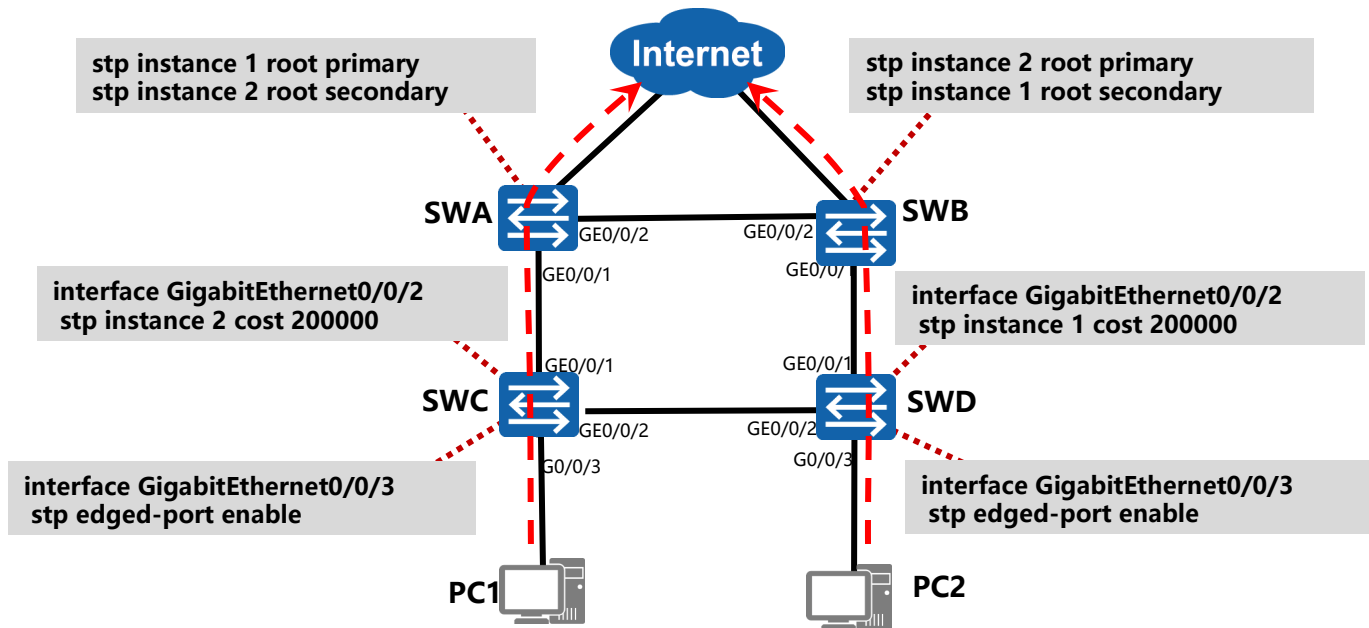 Internet
stp instance 1 root primary
stp instance 2 root secondary
stp instance 2 root primary
stp instance 1 root secondary
SWA
SWB
GE0/0/2
GE0/0/2
GE0/0/1
GE0/0/1
interface GigabitEthernet0/0/2
stp instance 2 cost 200000
interface GigabitEthernet0/0/2
stp instance 1 cost 200000
GE0/0/1
GE0/0/1
SWC
SWD
GE0/0/2
GE0/0/2
G0/0/3
G0/0/3
interface GigabitEthernet0/0/3
stp edged-port enable
interface GigabitEthernet0/0/3
stp edged-port enable
PC1
PC2